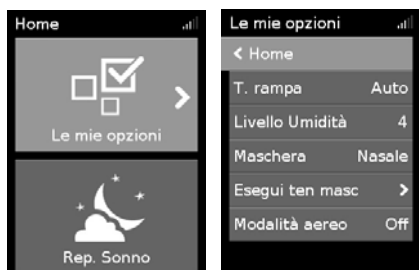 Home
Le mie opzioni
Rep. Sonno
Le mie opzioni
Home
T. rampa Auto
Livello Umidità 4
Maschera Nasale
Esegui ten masc
Modalità aereo Off